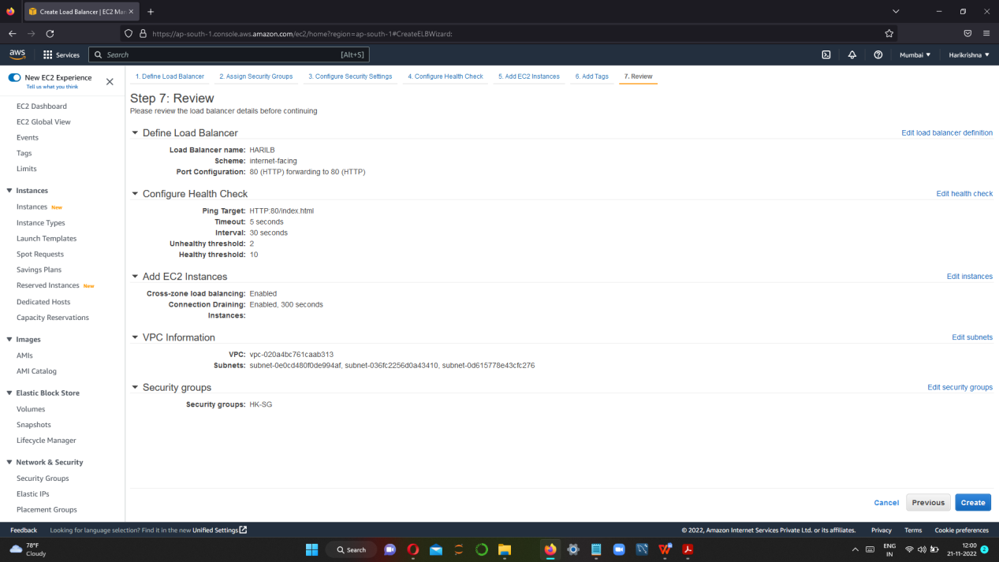 Create Load Balancer | EC2 Man
https://ap-south-1.console.aws.amazon.com/ec2/home?region=ap-south-1#CreateELBWizard:
aws Services Search [Alt+S] Mumbai Harikrishna
New EC2 Experience
Tell us what you think
EC2 Dashboard
EC2 Global View
Events
Tags
Limits
Instances
Instances New
Instance Types
Launch Templates
Spot Requests
Savings Plans
Reserved Instances New
Dedicated Hosts
Capacity Reservations
Images
AMIs
AMI Catalog
Elastic Block Store
Volumes
Snapshots
Lifecycle Manager
Network & Security
Security Groups
Elastic IPs
Placement Groups
1. Define Load Balancer 2. Assign Security Groups 3. Configure Security Settings 4. Configure Health Check 5. Add EC2 Instances 6. Add Tags 7. Review
Step 7: Review
Please review the load balancer details before continuing
Define Load Balancer Edit load balancer definition
Load Balancer name: HARILB
Scheme: internet-facing
Port Configuration: 80 (HTTP) forwarding to 80 (HTTP)
Configure Health Check Edit health check
Ping Target: HTTP:80/index.html
Timeout: 5 seconds
Interval: 30 seconds
Unhealthy threshold: 2
Healthy threshold: 10
Add EC2 Instances Edit instances
Cross-zone load balancing: Enabled
Connection Draining: Enabled, 300 seconds
Instances:
VPC Information Edit subnets
VPC: vpc-020a4bc761caab313
Subnets: subnet-0e0cd480f0de994af, subnet-036fc2256d0a43410, subnet-0d615778e43cfc276
Security groups Edit security groups
Security groups: HK-SG
Cancel Previous Create
Feedback Looking for language selection? Find it in the new Unified Settings © 2022, Amazon Internet Services Private Ltd. or its affiliates. Privacy Terms Cookie preferences
78°F
Cloudy
Search
ENG
IN
12:00
21-11-2022
2